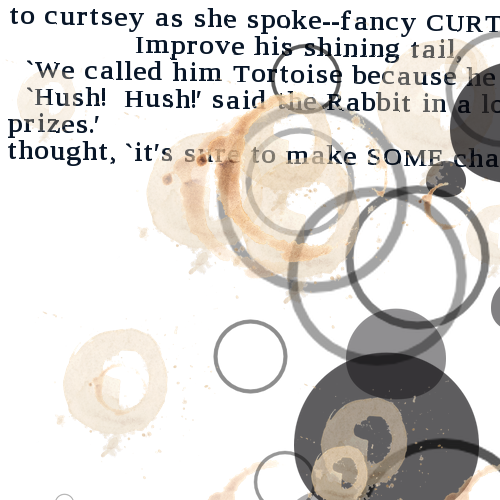 to curtsey as she spoke--fancy CURT
Improve his shining tail,
`We called him Tortoise because he
`Hush!  Hush!' said the Rabbit in a lo
prizes.'
thought, `it's sure to make SOME cha